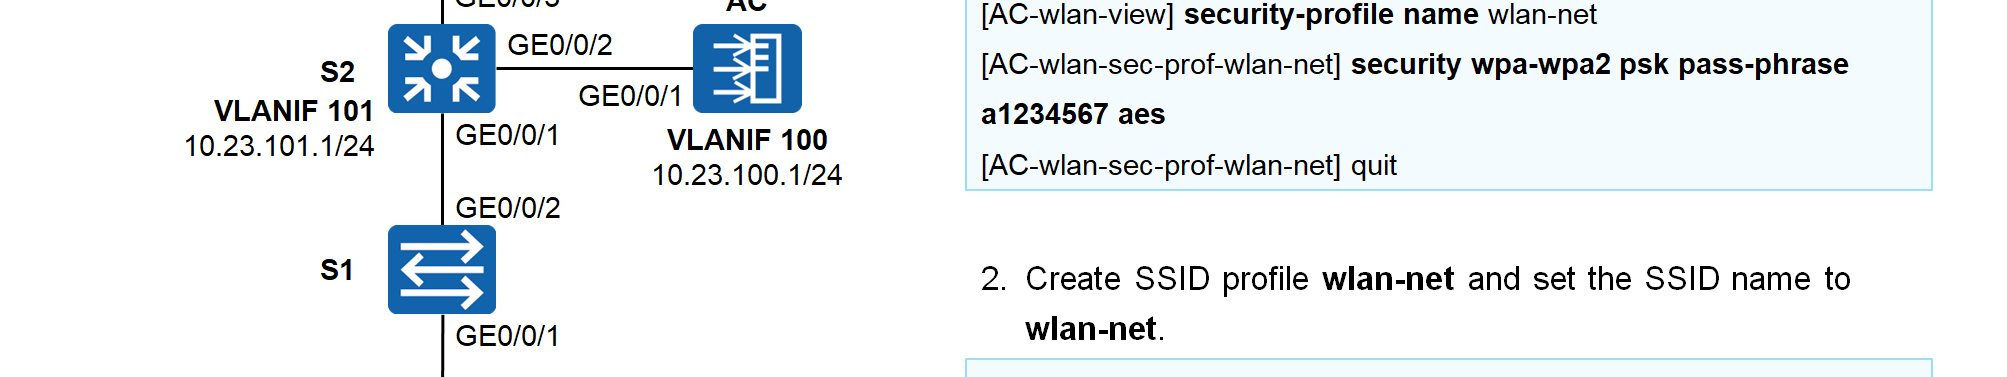 GE0/0/3
AC
GE0/0/2
S2
GE0/0/1
VLANIF 101
10.23.101.1/24
GE0/0/1
VLANIF 100
10.23.100.1/24
GE0/0/2
S1
GE0/0/1
[AC-wlan-view] security-profile name wlan-net
[AC-wlan-sec-prof-wlan-net] security wpa-wpa2 psk pass-phrase
a1234567 aes
[AC-wlan-sec-prof-wlan-net] quit
2. Create SSID profile wlan-net and set the SSID name to
wlan-net.